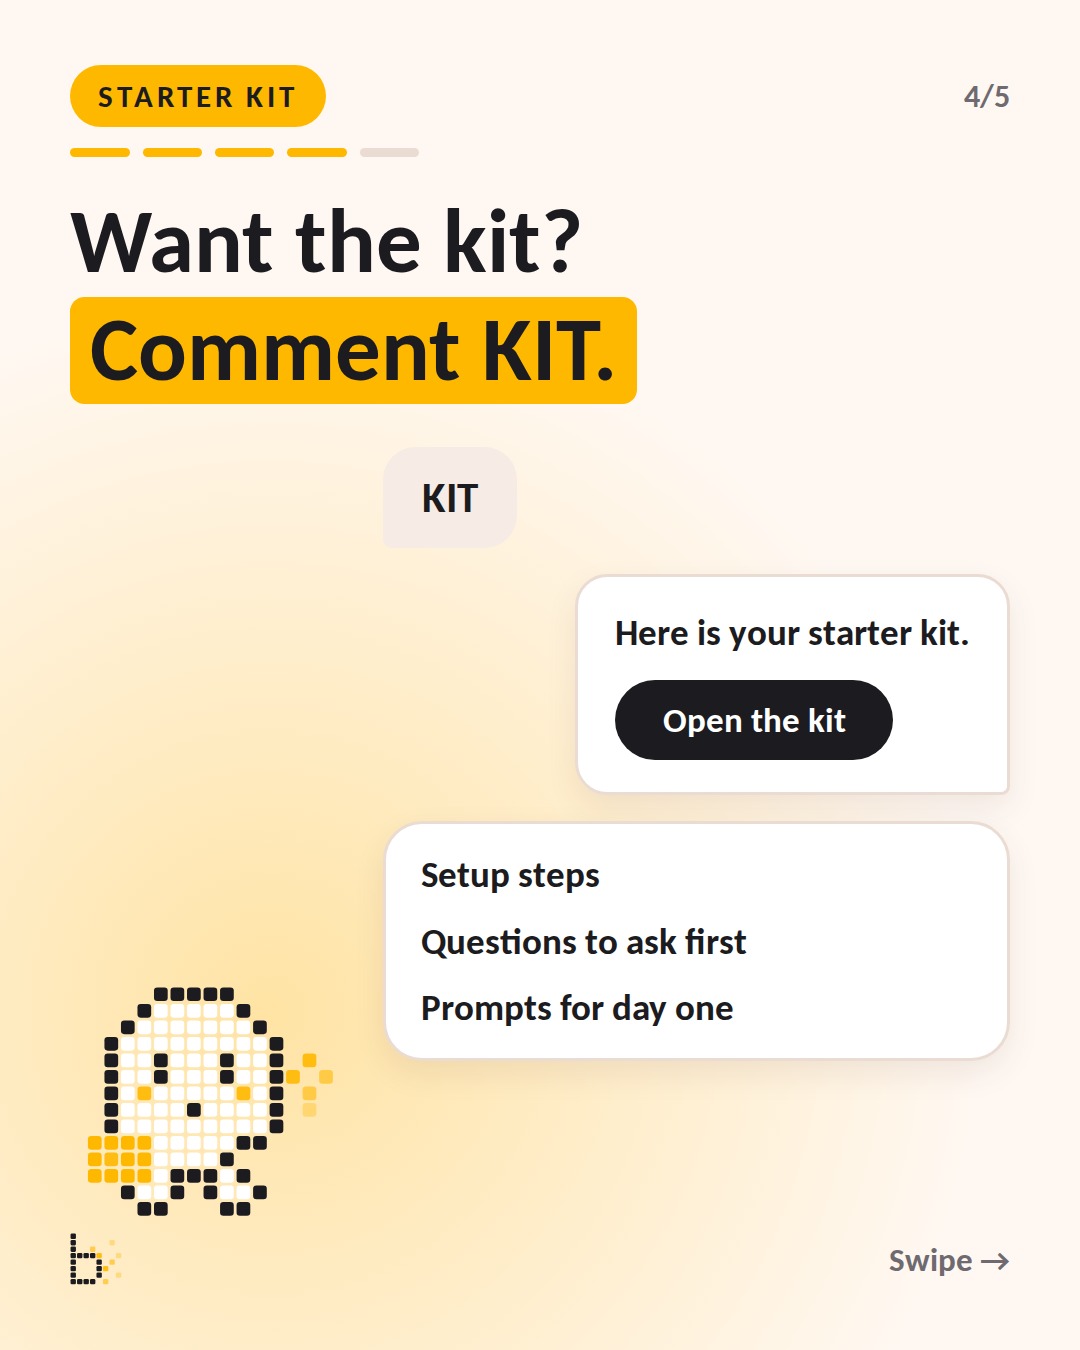 STARTER KIT
4/5
Want the kit?
Comment KIT.
KIT
Here is your starter kit.
Open the kit
Setup steps
Questions to ask first
Prompts for day one
b
Swipe →